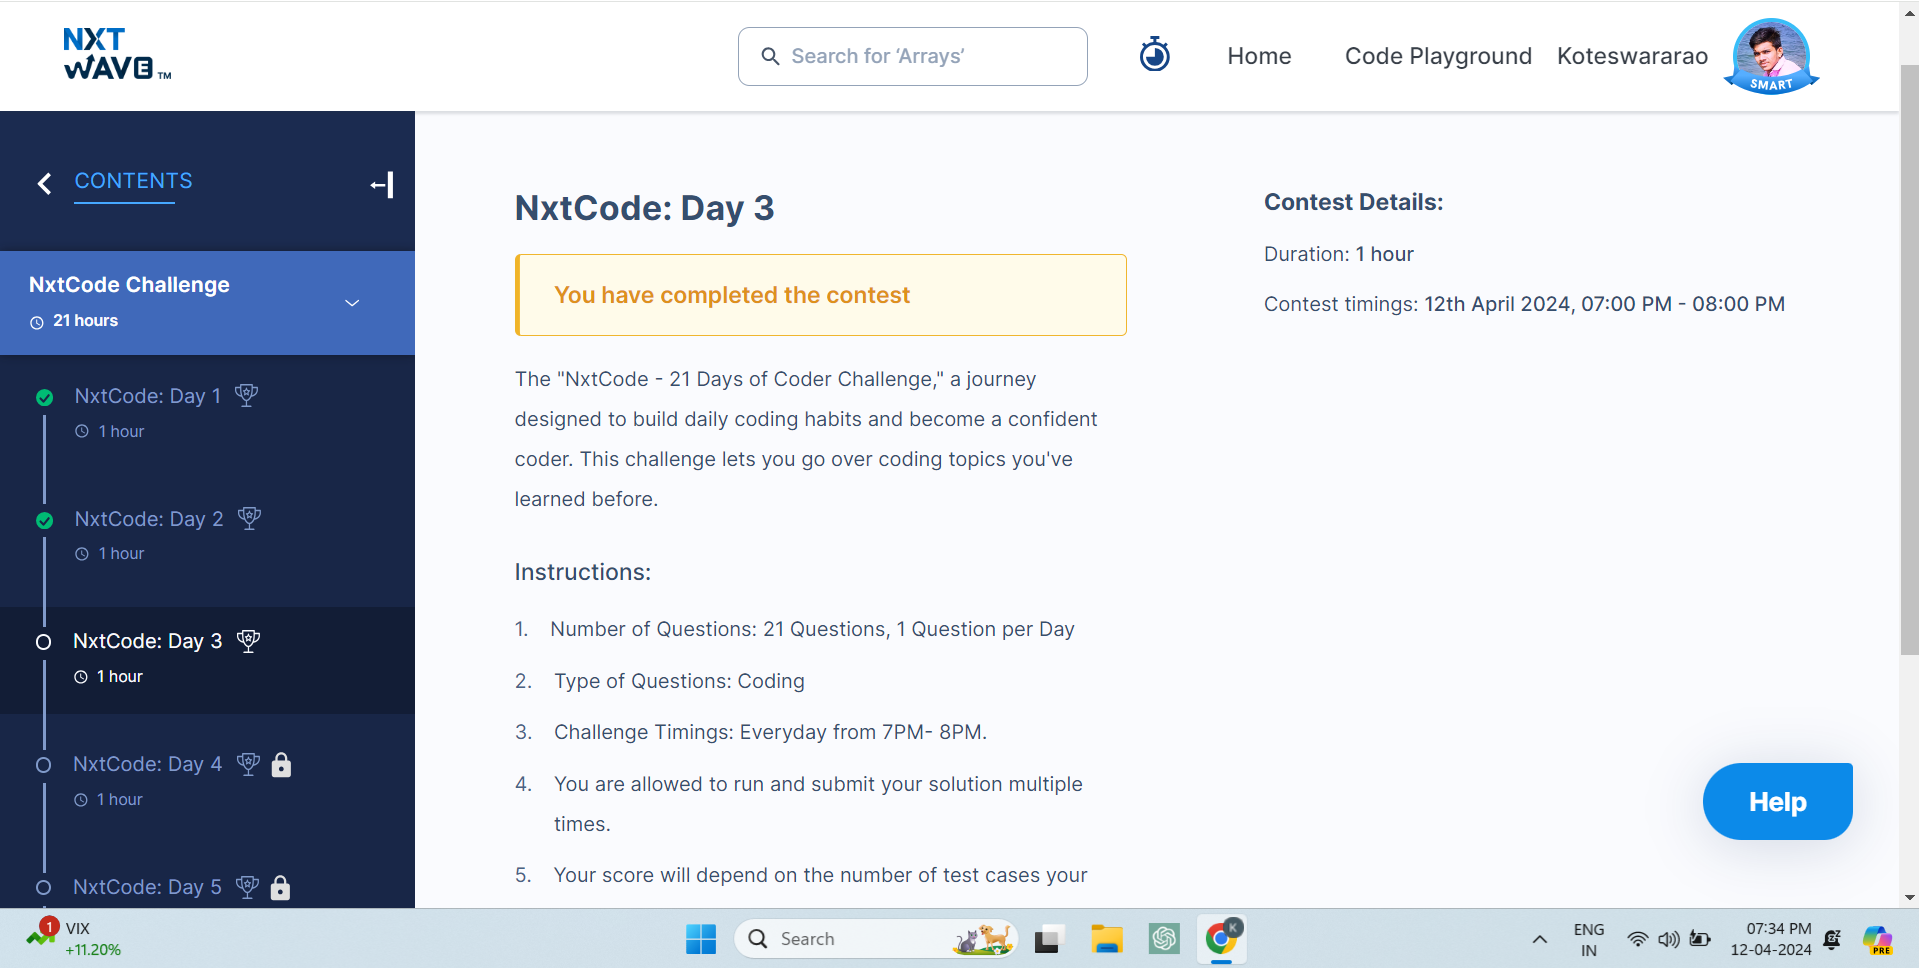 NXT
WAVE TM
Search for ‘Arrays’
Home
Code Playground
Koteswararao
SMART
CONTENTS
NxtCode Challenge
21 hours
NxtCode: Day 1
1 hour
NxtCode: Day 2
1 hour
NxtCode: Day 3
1 hour
NxtCode: Day 4
1 hour
NxtCode: Day 5
NxtCode: Day 3
You have completed the contest
The "NxtCode - 21 Days of Coder Challenge," a journey
designed to build daily coding habits and become a confident
coder. This challenge lets you go over coding topics you've
learned before.
Instructions:
1. Number of Questions: 21 Questions, 1 Question per Day
2. Type of Questions: Coding
3. Challenge Timings: Everyday from 7PM- 8PM.
4. You are allowed to run and submit your solution multiple
times.
5. Your score will depend on the number of test cases your
Contest Details:
Duration: 1 hour
Contest timings: 12th April 2024, 07:00 PM - 08:00 PM
Help
1
VIX
+11.20%
Search
K
ENG
IN
07:34 PM
12-04-2024
PRE